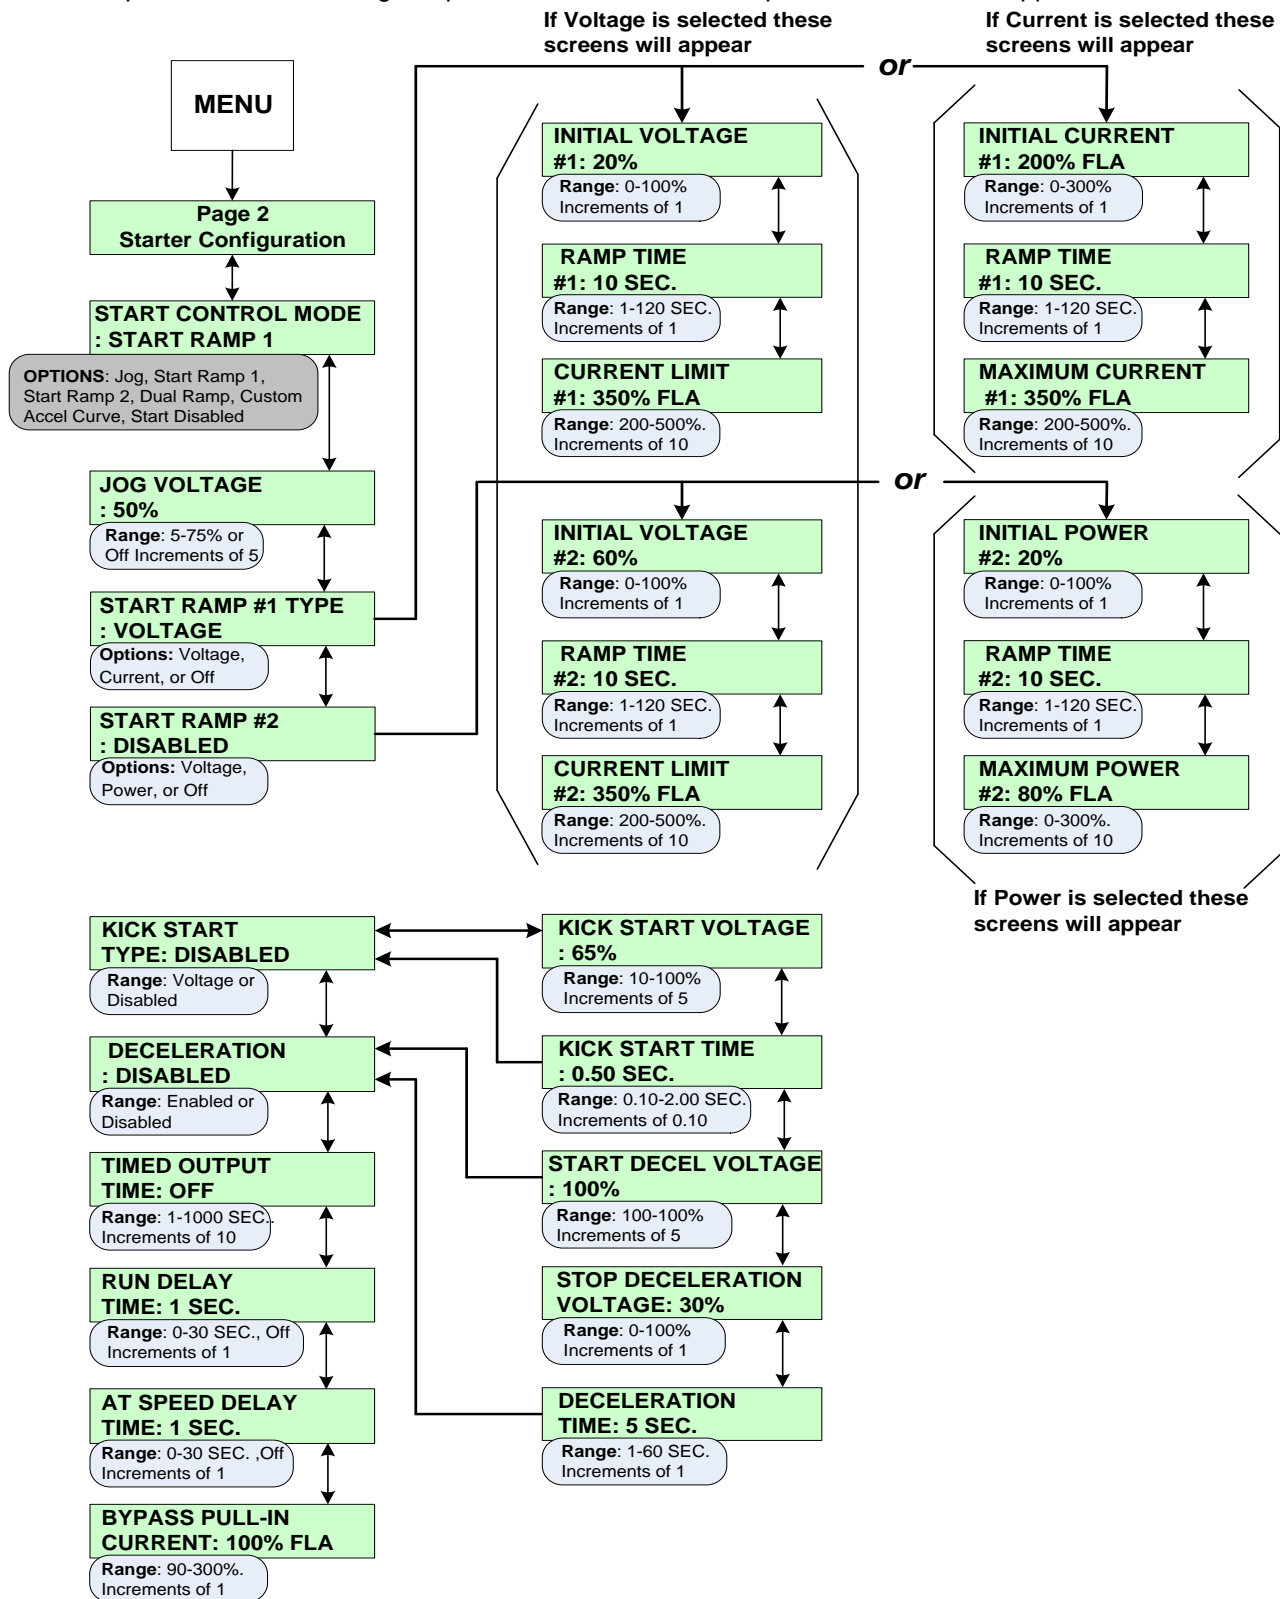 If Voltage is selected these
screens will appear
If Current is selected these
screens will appear
or
MENU
Page 2
Starter Configuration
START CONTROL MODE
: START RAMP 1
OPTIONS: Jog, Start Ramp 1,
Start Ramp 2, Dual Ramp, Custom
Accel Curve, Start Disabled
JOG VOLTAGE
: 50%
Range: 5-75% or
Off Increments of 5
START RAMP #1 TYPE
: VOLTAGE
Options: Voltage,
Current, or Off
START RAMP #2
: DISABLED
Options: Voltage,
Power, or Off
INITIAL VOLTAGE
#1: 20%
Range: 0-100%
Increments of 1
RAMP TIME
#1: 10 SEC.
Range: 1-120 SEC.
Increments of 1
CURRENT LIMIT
#1: 350% FLA
Range: 200-500%.
Increments of 10
INITIAL CURRENT
#1: 200% FLA
Range: 0-300%
Increments of 1
RAMP TIME
#1: 10 SEC.
Range: 1-120 SEC.
Increments of 1
MAXIMUM CURRENT
#1: 350% FLA
Range: 200-500%.
Increments of 10
or
INITIAL VOLTAGE
#2: 60%
Range: 0-100%
Increments of 1
RAMP TIME
#2: 10 SEC.
Range: 1-120 SEC.
Increments of 1
CURRENT LIMIT
#2: 350% FLA
Range: 200-500%.
Increments of 10
INITIAL POWER
#2: 20%
Range: 0-100%
Increments of 1
RAMP TIME
#2: 10 SEC.
Range: 1-120 SEC.
Increments of 1
MAXIMUM POWER
#2: 80% FLA
Range: 0-300%.
Increments of 10
If Power is selected these
screens will appear
KICK START
TYPE: DISABLED
Range: Voltage or
Disabled
DECELERATION
: DISABLED
Range: Enabled or
Disabled
TIMED OUTPUT
TIME: OFF
Range: 1-1000 SEC..
Increments of 10
RUN DELAY
TIME: 1 SEC.
Range: 0-30 SEC., Off
Increments of 1
AT SPEED DELAY
TIME: 1 SEC.
Range: 0-30 SEC. ,Off
Increments of 1
BYPASS PULL-IN
CURRENT: 100% FLA
Range: 90-300%.
Increments of 1
KICK START VOLTAGE
: 65%
Range: 10-100%
Increments of 5
KICK START TIME
: 0.50 SEC.
Range: 0.10-2.00 SEC.
Increments of 0.10
START DECEL VOLTAGE
: 100%
Range: 100-100%
Increments of 5
STOP DECELERATION
VOLTAGE: 30%
Range: 0-100%
Increments of 1
DECELERATION
TIME: 5 SEC.
Range: 1-60 SEC.
Increments of 1